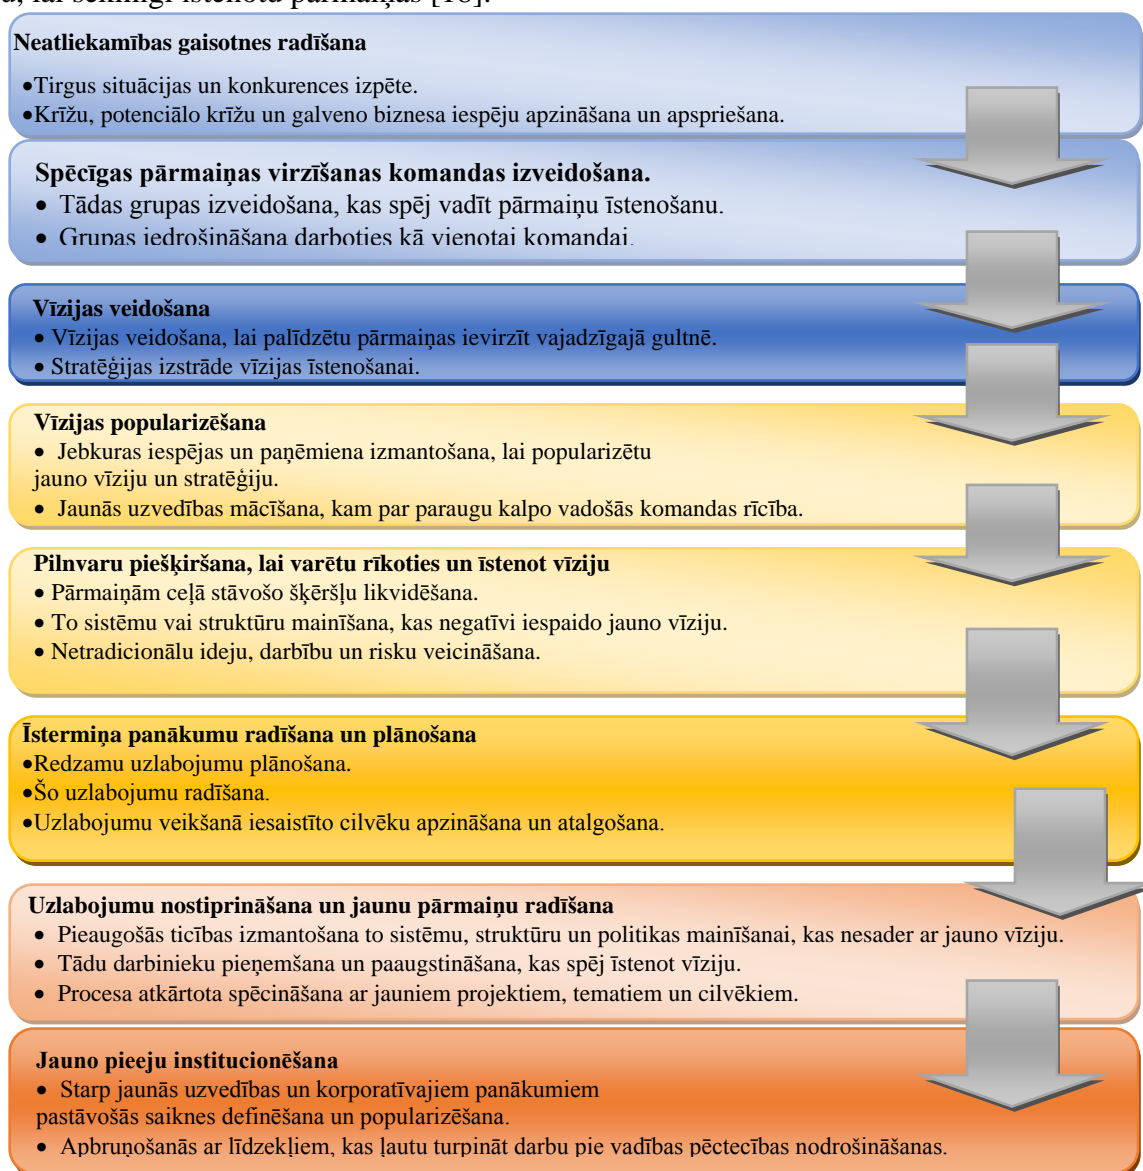 u, lai sekmīgi īstenotu pārmaiņas [18].
Neatliekamības gaisotnes radīšana
•Tirgus situācijas un konkurences izpēte.
•Krīžu, potenciālo krīžu un galveno biznesa iespēju apzināšana un apspriešana.
Spēcīgas pārmaiņas virzīšanas komandas izveidošana.
• Tādas grupas izveidošana, kas spēj vadīt pārmaiņu īstenošanu.
• Grupas iedrošināšana darboties kā vienotai komandai.
Vīzijas veidošana
• Vīzijas veidošana, lai palīdzētu pārmaiņas ievirzīt vajadzīgajā gultnē.
• Stratēģijas izstrāde vīzijas īstenošanai.
Vīzijas popularizēšana
• Jebkuras iespējas un paņēmiena izmantošana, lai popularizētu
jauno vīziju un stratēģiju.
• Jaunās uzvedības mācīšana, kam par paraugu kalpo vadošās komandas rīcība.
Pilnvaru piešķiršana, lai varētu rīkoties un īstenot vīziju
• Pārmaiņām ceļā stāvošo šķēršļu likvidēšana.
• To sistēmu vai struktūru mainīšana, kas negatīvi iespaido jauno vīziju.
• Netradicionālu ideju, darbību un risku veicināšana.
Īstermiņa panākumu radīšana un plānošana
•Redzamu uzlabojumu plānošana.
•Šo uzlabojumu radīšana.
•Uzlabojumu veikšanā iesaistīto cilvēku apzināšana un atalgošana.
Uzlabojumu nostiprināšana un jaunu pārmaiņu radīšana
• Pieaugošās ticības izmantošana to sistēmu, struktūru un politikas mainīšanai, kas nesader ar jauno vīziju.
• Tādu darbinieku pieņemšana un paaugstināšana, kas spēj īstenot vīziju.
• Procesa atkārtota spēcināšana ar jauniem projektiem, tematiem un cilvēkiem.
Jauno pieeju institucionēšana
• Starp jaunās uzvedības un korporatīvajiem panākumiem
pastāvošās saiknes definēšana un popularizēšana.
• Apbruņošanās ar līdzekļiem, kas ļautu turpināt darbu pie vadības pēctecības nodrošināšanas.